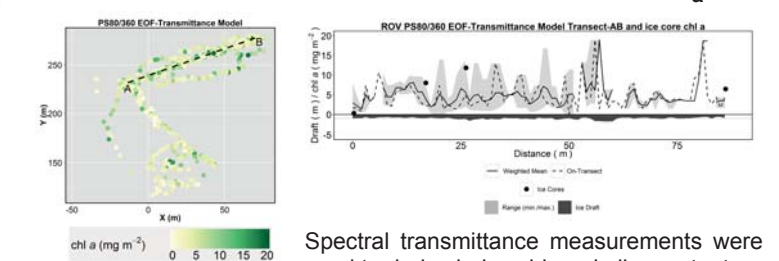 a
PS80/360 EOF-Transmittance Model
B
A
250
200
150
Y (m)
-50 0 50
X (m)
chl a (mg m⁻²)
0 5 10 15 20
ROV PS80/360 EOF-Transmittance Model Transect-AB and ice core chl a
Draft ( m ) / chl a ( mg m⁻²)
20
15
10
5
0
-5
0 25 50 75
Distance ( m )
Weighted Mean On-Transect
Ice Cores
Range (min./max.) Ice Draft
Spectral transmittance measurements were